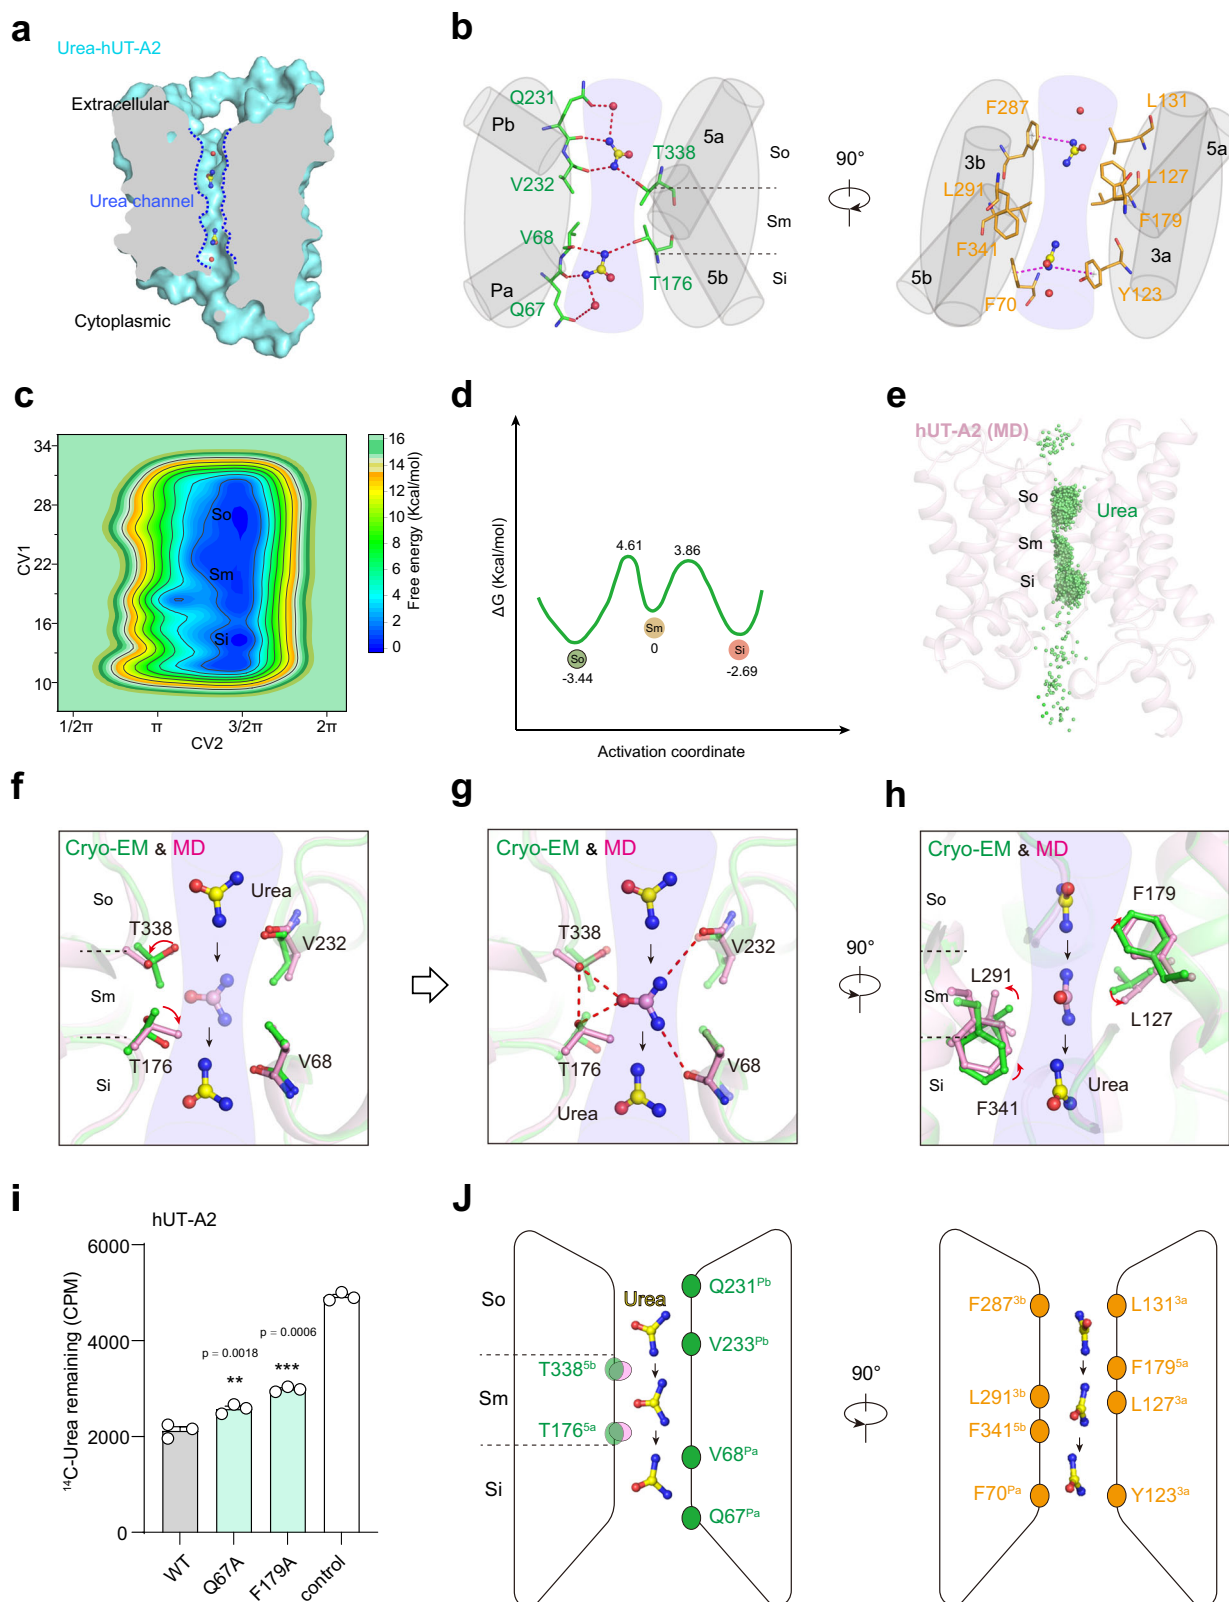 a
Urea-hUT-A2
Extracellular
Urea channel
Cytoplasmic
b
Q231
Pb
5a
T338
So
V232
V68
Sm
Pa
T176
5b
Si
Q67
90°
F287
L131
3b
5a
L291
L127
F179
F341
3a
5b
F70
Y123
c
34
28
22
16
10
CV1
So
Sm
Si
1/2π
π
3/2π
2π
CV2
16
14
12
10
8
6
4
2
0
Free energy (Kcal/mol)
d
ΔG (Kcal/mol)
4.61
3.86
So
-3.44
Sm
0
Si
-2.69
Activation coordinate
e
hUT-A2 (MD)
So
Urea
Sm
Si
f
Cryo-EM & MD
So
Urea
T338
V232
Sm
T176
V68
Si
g
Cryo-EM & MD
T338
V232
T176
V68
Urea
90°
h
Cryo-EM & MD
So
F179
L291
Sm
L127
Si
Urea
F341
i
hUT-A2
6000
4000
2000
0
¹⁴C-Urea remaining (CPM)
p = 0.0006
p = 0.0018
***
**
WT
Q67A
F179A
control
J
So
Urea
Q231ᴾᵇ
V233ᴾᵇ
T338⁵ᵇ
Sm
T176⁵ᵃ
V68ᴾᵃ
Si
Q67ᴾᵃ
90°
F287³ᵇ
L131³ᵃ
F179⁵ᵃ
L291³ᵇ
L127³ᵃ
F341⁵ᵇ
F70ᴾᵃ
Y123³ᵃ